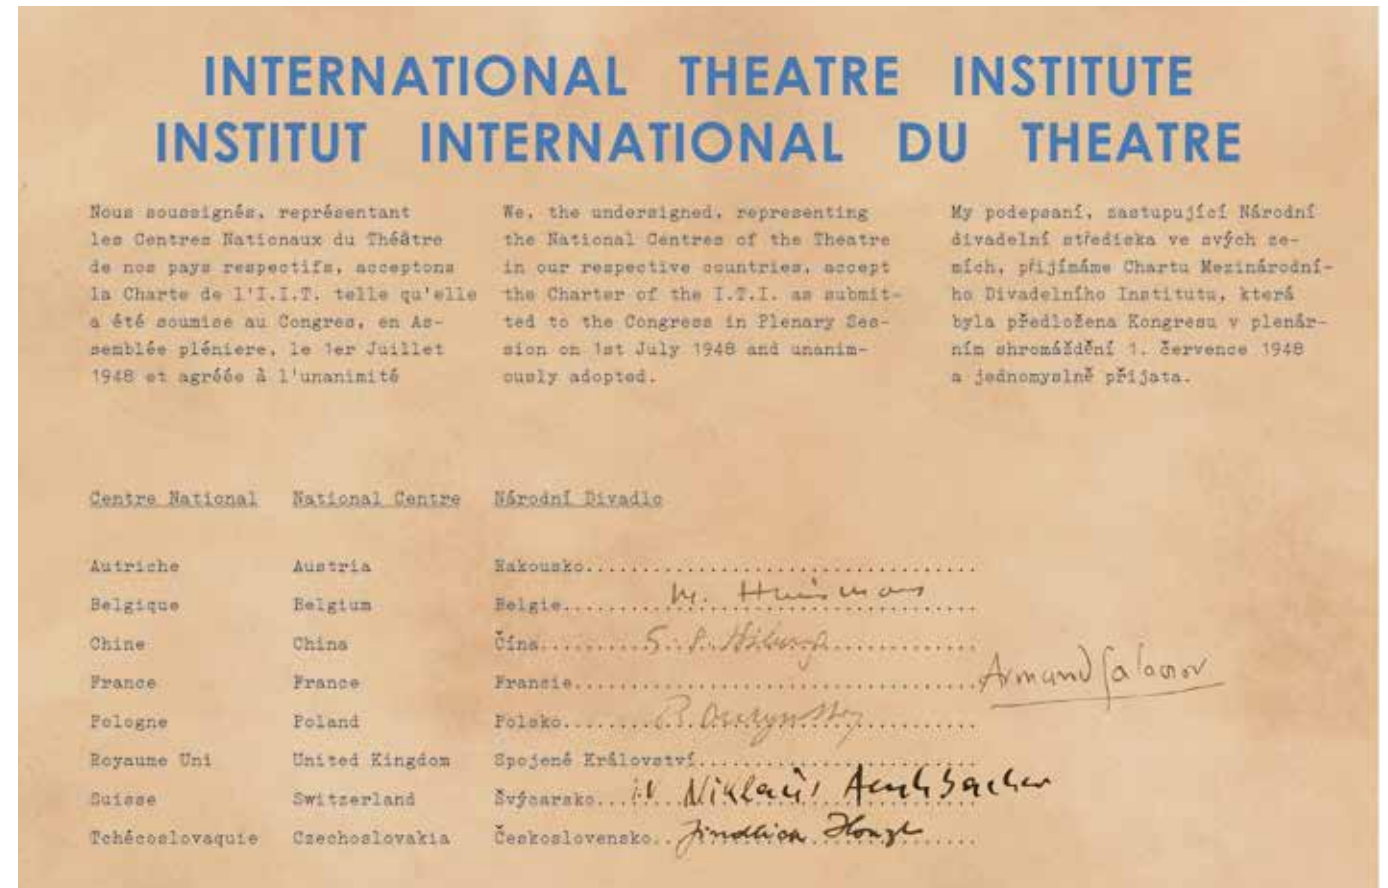 INTERNATIONAL THEATRE INSTITUTE
INSTITUT INTERNATIONAL DU THEATRE
Nous soussignés, représentant
les Centres Nationaux du Théâtre
de nos pays respectifs, acceptons
la Charte de l'I.I.T. telle qu'elle
a été soumise au Congres, en As-
semblée pléniere, le 1er Juillet
1948 et agréée à l'unanimité
We, the undersigned, representing
the National Centres of the Theatre
in our respective countries, accept
the Charter of the I.T.I. as submit-
ted to the Congress in Plenary Ses-
sion on 1st July 1948 and unanim-
ously adopted.
My podepsaní, zastupující Národní
divadelní střediska ve svých ze-
mích, přijímáme Chartu Mezinárodní-
ho Divadelního Institutu, která
byla předložena Kongresu v plenár-
ním shromáždění 1. července 1948
a jednomyslně přijata.
Centre National National Centre Národní Divadlo
Autriche Austria Rakousko
Belgique Belgium Belgie M. Huismans
Chine China Čína
France France Francie Armand
Pologne Poland Polsko
Royaume Uni United Kingdom Spojené Království
Suisse Switzerland Švýcarsko Niklaus
Tchécoslovaquie Czechoslovakia Československo Jindřich Honzl